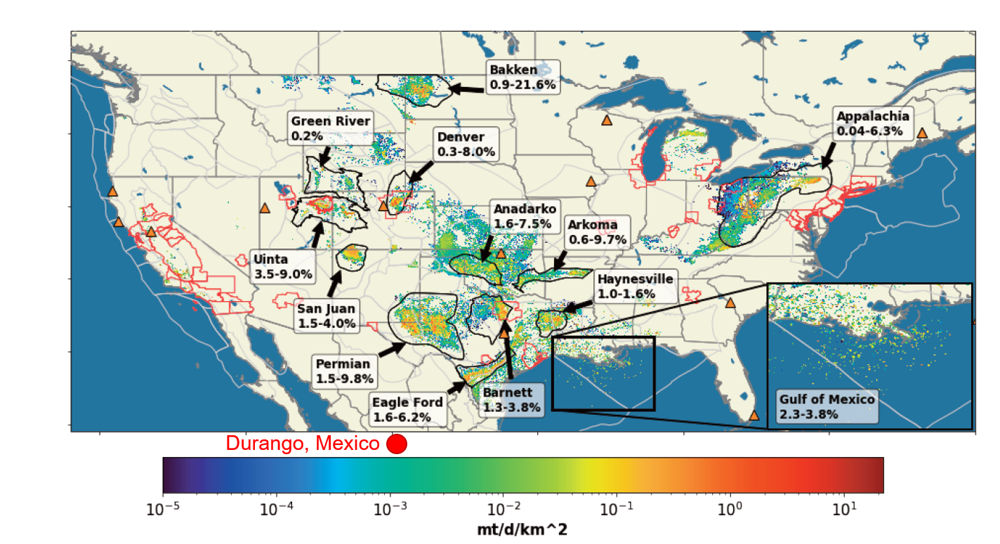 Bakken
0.9-21.6%
Appalachia
0.04-6.3%
Green River
0.2%
Denver
0.3-8.0%
Anadarko
1.6-7.5%
Arkoma
0.6-9.7%
Uinta
3.5-9.0%
Haynesville
1.0-1.6%
San Juan
1.5-4.0%
Permian
1.5-9.8%
Barnett
1.3-3.8%
Eagle Ford
1.6-6.2%
Gulf of Mexico
2.3-3.8%
Durango, Mexico
10⁻⁵ 10⁻⁴ 10⁻³ 10⁻² 10⁻¹ 10⁰ 10¹
mt/d/km^2